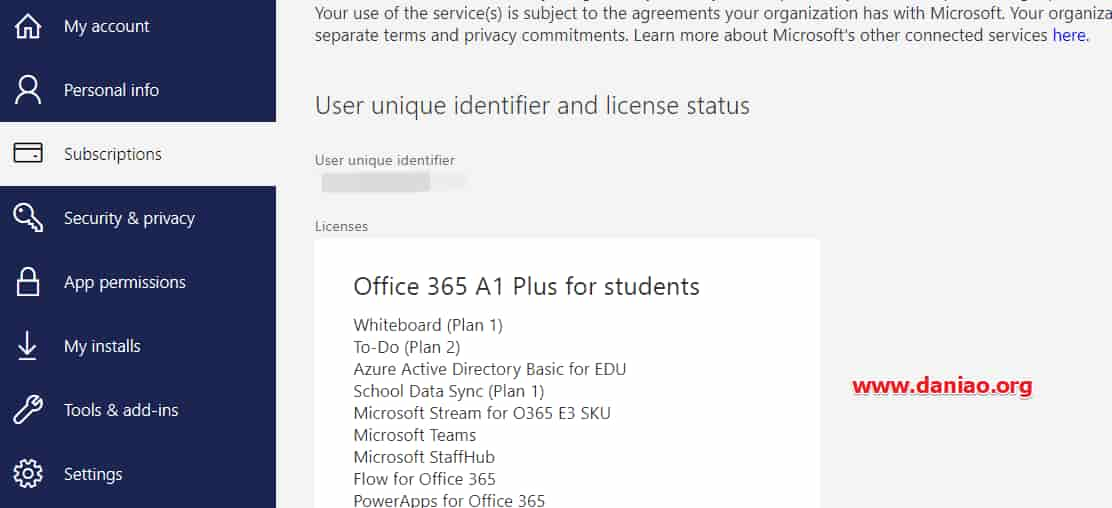 My account
Personal info
Subscriptions
Security & privacy
App permissions
My installs
Tools & add-ins
Settings
Your use of the service(s) is subject to the agreements your organization has with Microsoft. Your organiza
separate terms and privacy commitments. Learn more about Microsoft's other connected services here.
User unique identifier and license status
User unique identifier
Licenses
Office 365 A1 Plus for students
Whiteboard (Plan 1)
To-Do (Plan 2)
Azure Active Directory Basic for EDU
School Data Sync (Plan 1)
Microsoft Stream for O365 E3 SKU
Microsoft Teams
Microsoft StaffHub
Flow for Office 365
PowerApps for Office 365
www.daniao.org